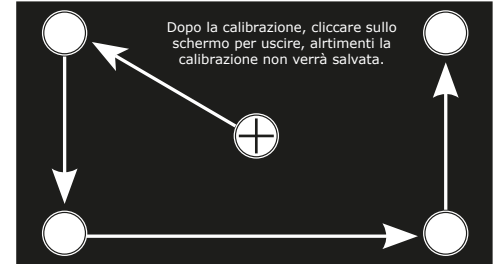 Dopo la calibrazione, cliccare sullo
schermo per uscire, alrtimenti la
calibrazione non verrà salvata.